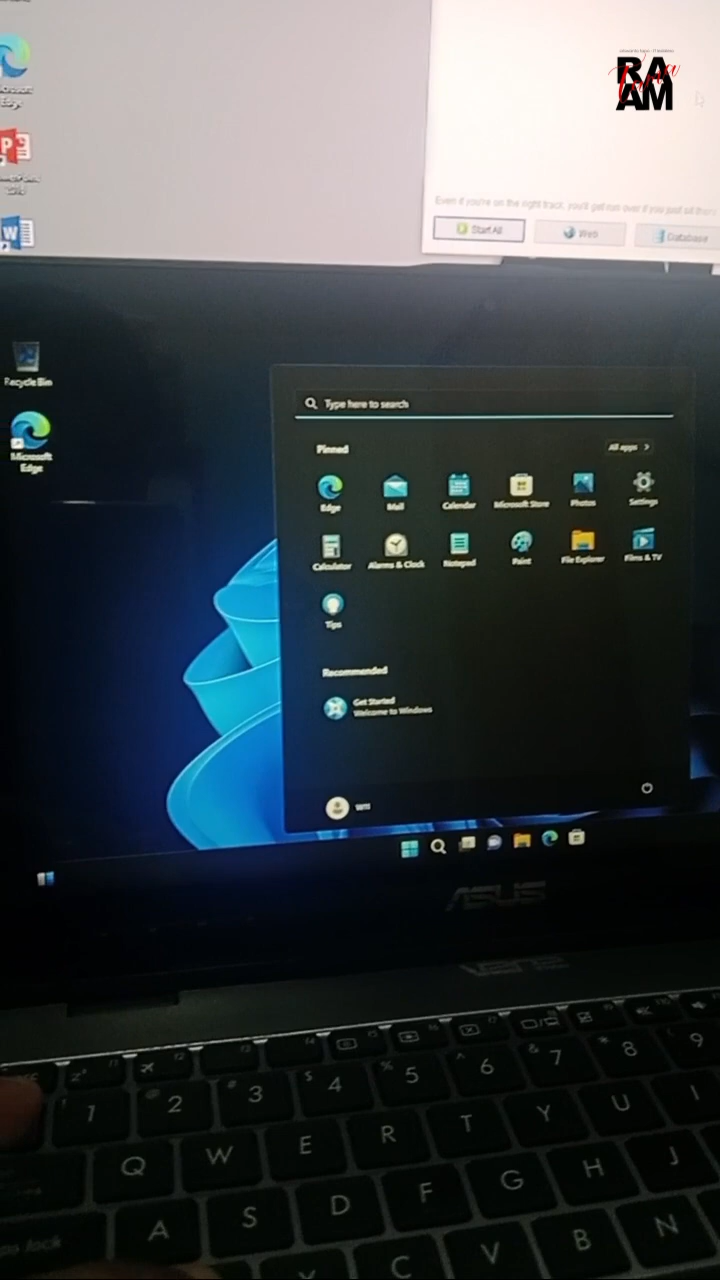 Edge
RAAM
PowerPoint
Even if you're on the right track, you'll get run over if you just sit there
Start All
Web
Database
Recycle Bin
Microsoft
Edge
Type here to search
Pinned
All apps >
Edge
Mail
Calendar
Microsoft Store
Photos
Settings
Calculator
Alarms & Clock
Notepad
Paint
File Explorer
Films & TV
Tips
Recommended
Get Started
Welcome to Windows
ASUS
1 2 3 4 5 6 7 8 9
Q W E R T Y U I
A S D F G H J
C V B N